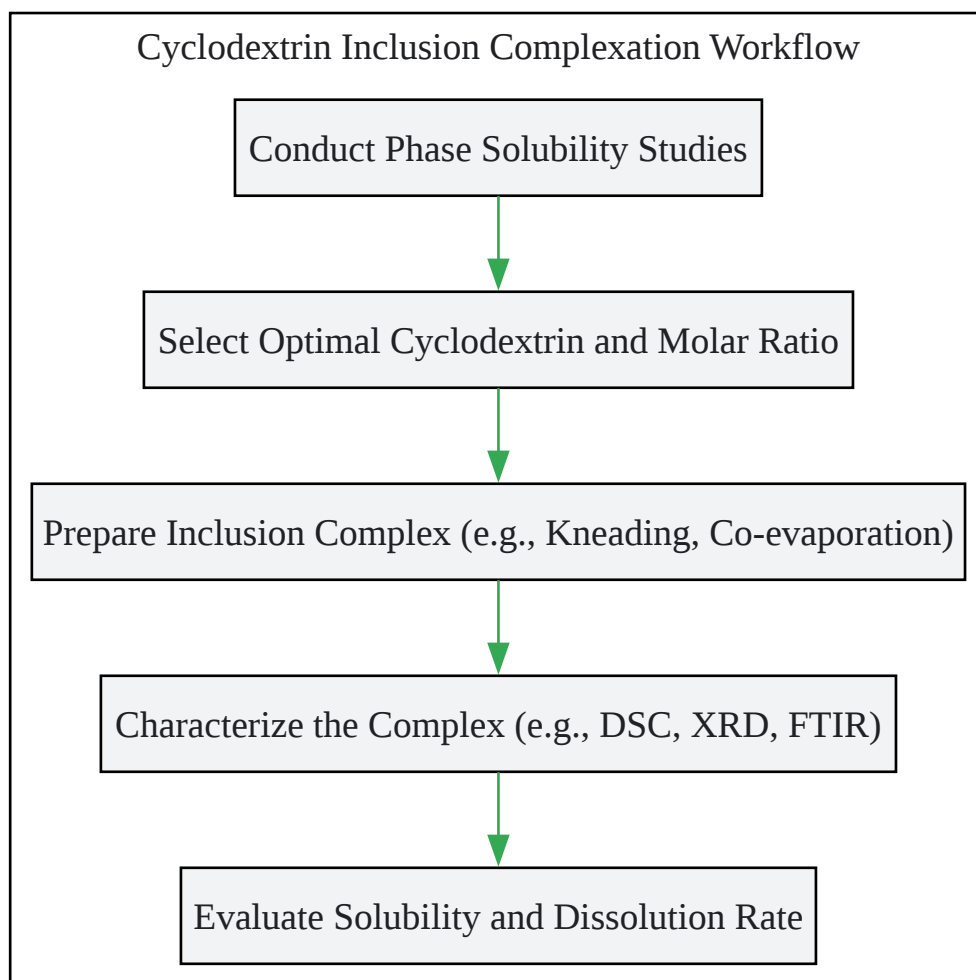 Cyclodextrin Inclusion Complexation Workflow
Conduct Phase Solubility Studies
Select Optimal Cyclodextrin and Molar Ratio
Prepare Inclusion Complex (e.g., Kneading, Co-evaporation)
Characterize the Complex (e.g., DSC, XRD, FTIR)
Evaluate Solubility and Dissolution Rate